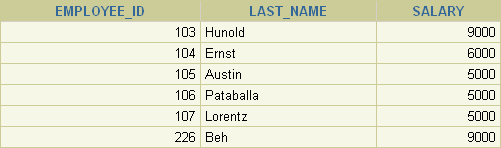 EMPLOYEE_ID LAST_NAME SALARY
103 Hunold 9000
104 Ernst 6000
105 Austin 5000
106 Pataballa 5000
107 Lorentz 5000
226 Beh 9000